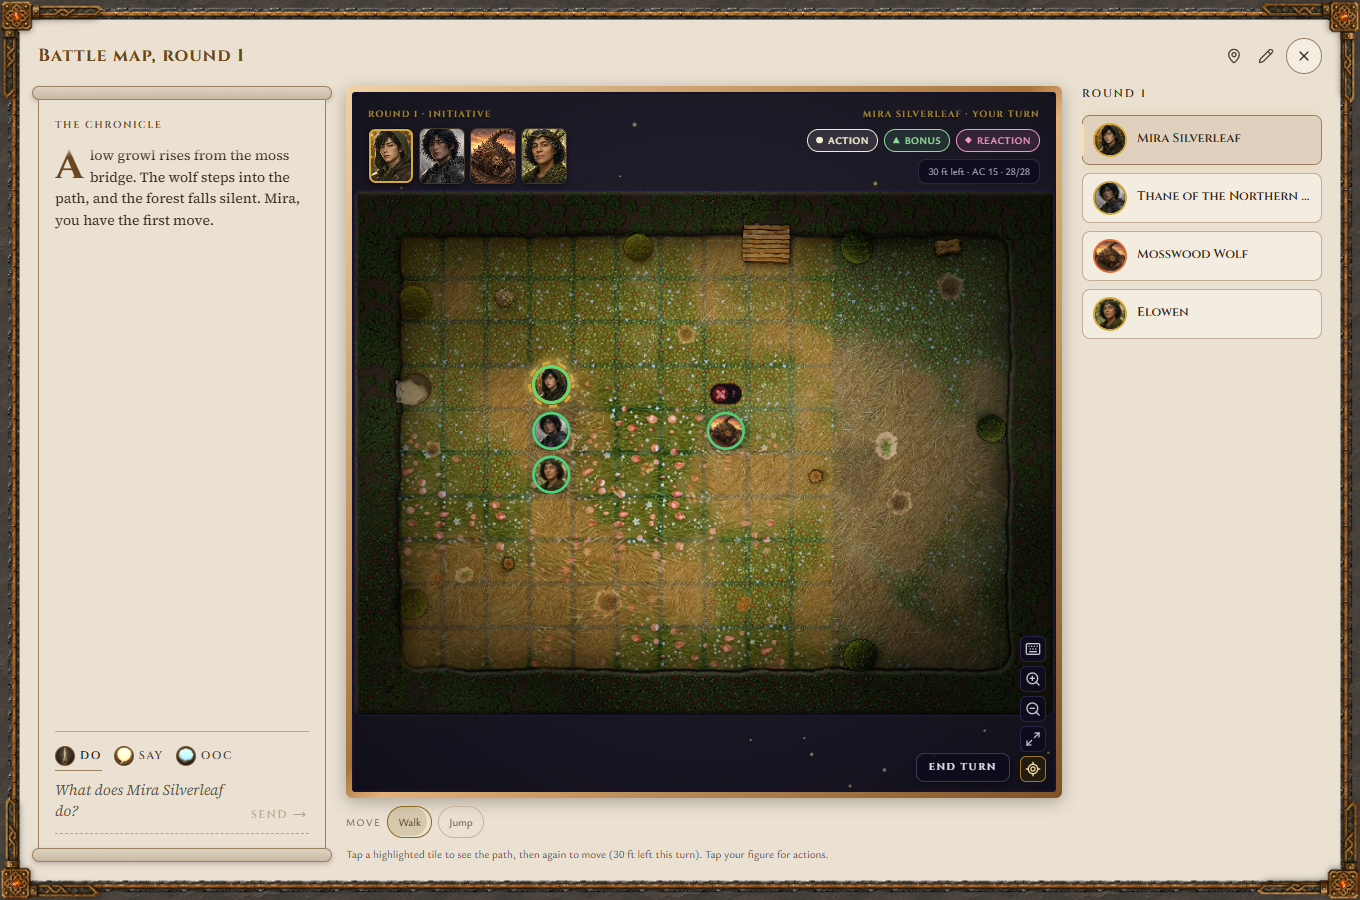 Battle map, round 1
THE CHRONICLE
A low growl rises from the moss
bridge. The wolf steps into the
path, and the forest falls silent. Mira,
you have the first move.
DO SAY OOC
What does Mira Silverleaf
do?
SEND →
ROUND 1 · INITIATIVE
MIRA SILVERLEAF · YOUR TURN
ACTION BONUS REACTION
30 ft left · AC 15 · 28/28
END TURN
MOVE Walk Jump
Tap a highlighted tile to see the path, then again to move (30 ft left this turn). Tap your figure for actions.
ROUND 1
Mira Silverleaf
Thane of the Northern ...
Mosswood Wolf
Elowen